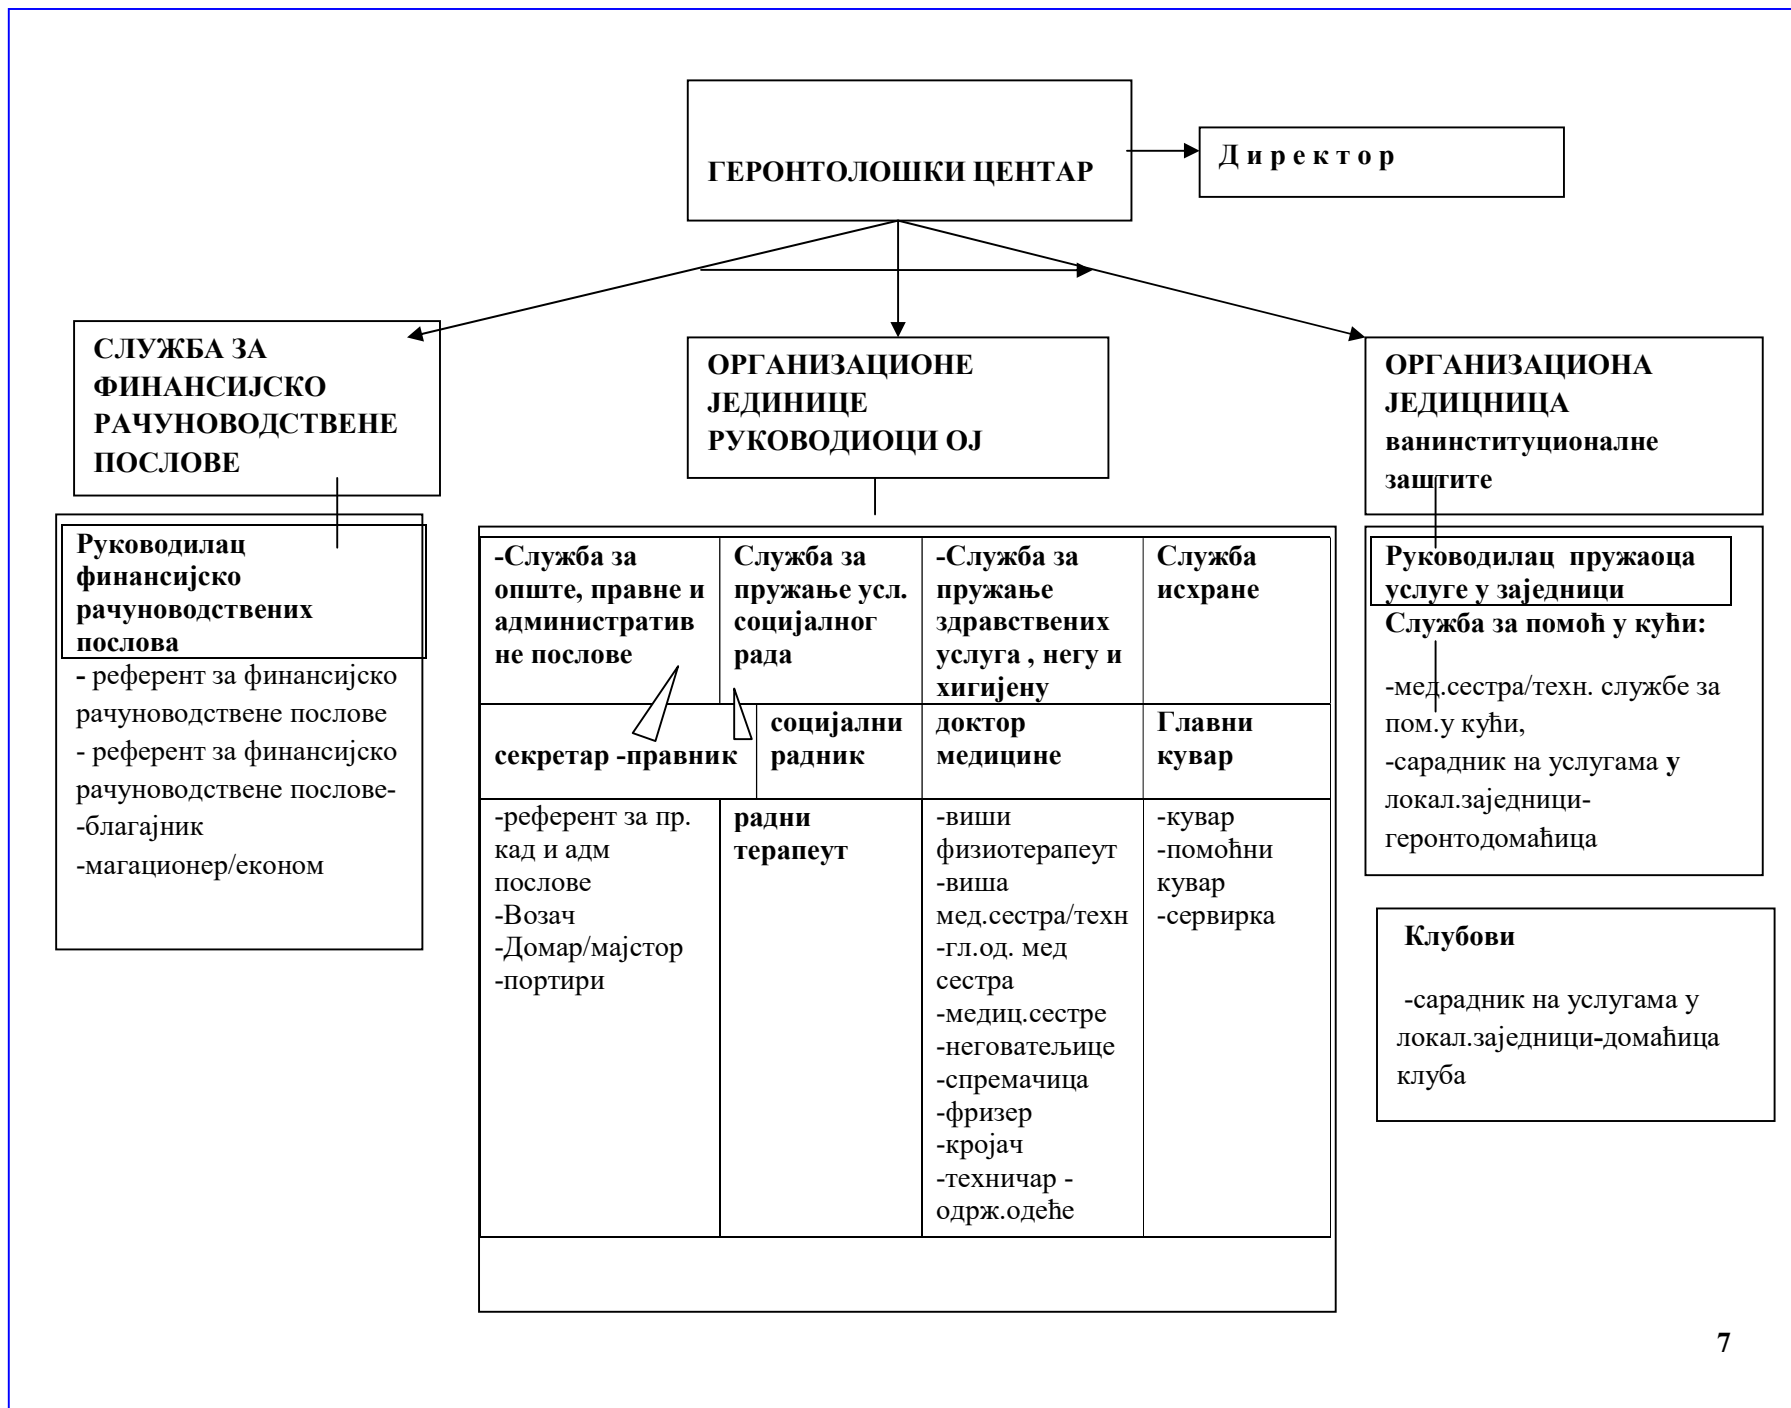 ГЕРОНТОЛОШКИ ЦЕНТАР
Д и р е к т о р
СЛУЖБА ЗА
ФИНАНСИЈСКО
РАЧУНОВОДСТВЕНЕ
ПОСЛОВЕ
ОРГАНИЗАЦИОНЕ
ЈЕДИНИЦЕ
РУКОВОДИОЦИ ОЈ
ОРГАНИЗАЦИОНА
ЈЕДИЦНИЦА
ванинституционалне
заштите
Руководилац
финансијско
рачуноводствених
послова
- референт за финансијско
рачуноводствене послове
- референт за финансијско
рачуноводствене послове-
-благајник
-магационер/економ
-Служба за
опште, правне и
административ
не послове
Служба за
пружање усл.
социјалног
рада
-Служба за
пружање
здравствених
услуга , негу и
хигијену
Служба
исхране
секретар -правник
социјални
радник
доктор
медицине
Главни
кувар
-референт за пр.
кад и адм
послове
-Возач
-Домар/мајстор
-портири
радни
терапеут
-виши
физиотерапеут
-виша
мед.сестра/техн
-гл.од. мед
сестра
-медиц.сестре
-неговатељице
-спремачица
-фризер
-кројач
-техничар -
одрж.одеће
-кувар
-помоћни
кувар
-сервирка
Руководилац пружаоца
услуге у заједници
Служба за помоћ у кући:
-мед.сестра/техн. службе за
пом.у кући,
-сарадник на услугама у
локал.заједници-
геронтодомаћица
Клубови
-сарадник на услугама у
локал.заједници-домаћица
клуба
7